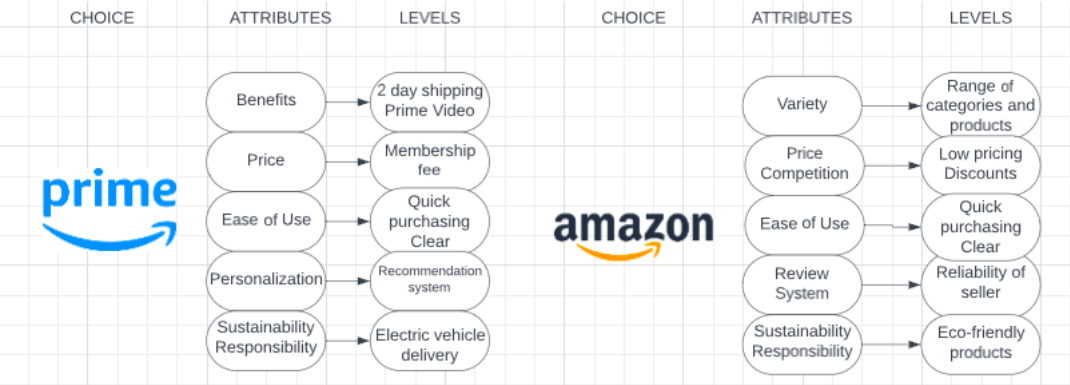 CHOICE
ATTRIBUTES
LEVELS
Benefits
2 day shipping
Prime Video
Price
Membership
fee
prime
Ease of Use
Quick
purchasing
Clear
Personalization
Recommendation
system
Sustainability
Responsibility
Electric vehicle
delivery
CHOICE
ATTRIBUTES
LEVELS
Variety
Range of
categories and
products
Price
Competition
Low pricing
Discounts
amazon
Ease of Use
Quick
purchasing
Clear
Review
System
Reliability of
seller
Sustainability
Responsibility
Eco-friendly
products